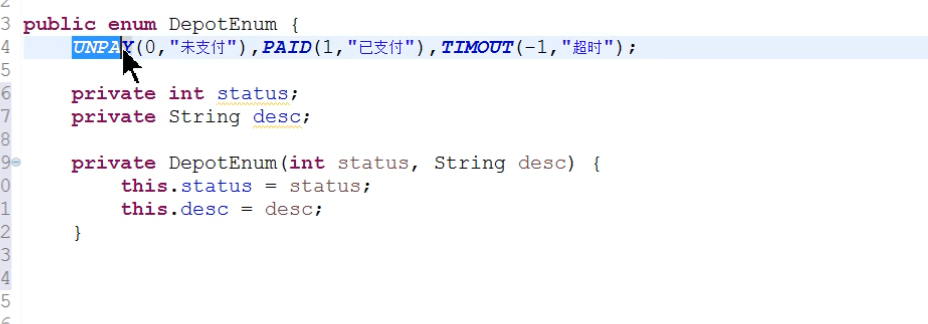 3 public enum DepotEnum {
4 UNPAY(0,"未支付"),PAID(1,"已支付"),TIMOUT(-1,"超时");
5
6 private int status;
7 private String desc;
8
9 private DepotEnum(int status, String desc) {
0 this.status = status;
1 this.desc = desc;
2 }
3
4
5